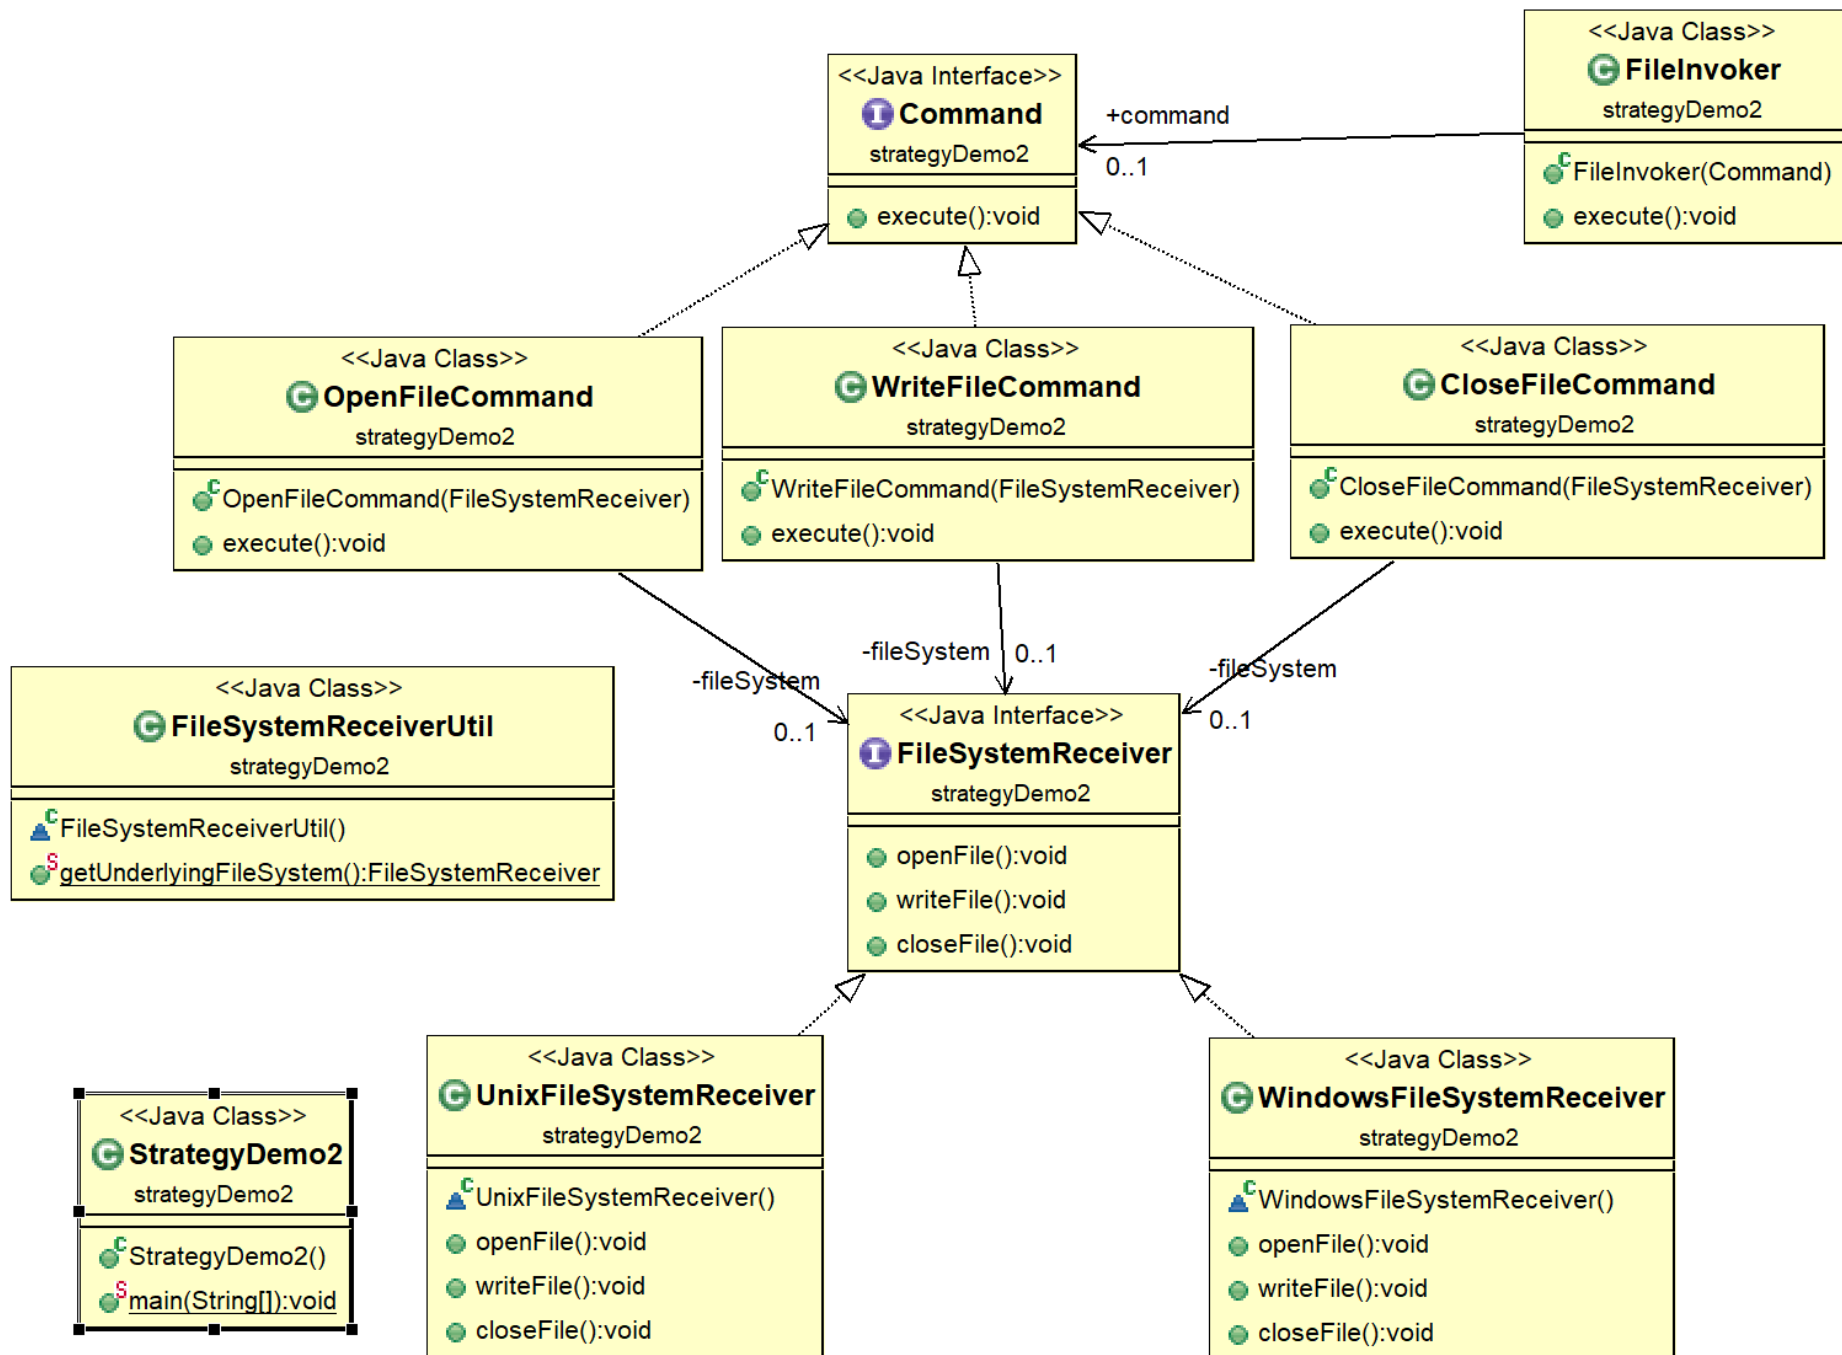 <<Java Interface>>
Command
strategyDemo2
execute():void
<<Java Class>>
FileInvoker
strategyDemo2
FileInvoker(Command)
execute():void
+command
0..1
<<Java Class>>
OpenFileCommand
strategyDemo2
OpenFileCommand(FileSystemReceiver)
execute():void
<<Java Class>>
WriteFileCommand
strategyDemo2
WriteFileCommand(FileSystemReceiver)
execute():void
<<Java Class>>
CloseFileCommand
strategyDemo2
CloseFileCommand(FileSystemReceiver)
execute():void
-fileSystem
0..1
-fileSystem
0..1
-fileSystem
0..1
<<Java Class>>
FileSystemReceiverUtil
strategyDemo2
FileSystemReceiverUtil()
getUnderlyingFileSystem():FileSystemReceiver
<<Java Interface>>
FileSystemReceiver
strategyDemo2
openFile():void
writeFile():void
closeFile():void
<<Java Class>>
StrategyDemo2
strategyDemo2
StrategyDemo2()
main(String[]):void
<<Java Class>>
UnixFileSystemReceiver
strategyDemo2
UnixFileSystemReceiver()
openFile():void
writeFile():void
closeFile():void
<<Java Class>>
WindowsFileSystemReceiver
strategyDemo2
WindowsFileSystemReceiver()
openFile():void
writeFile():void
closeFile():void